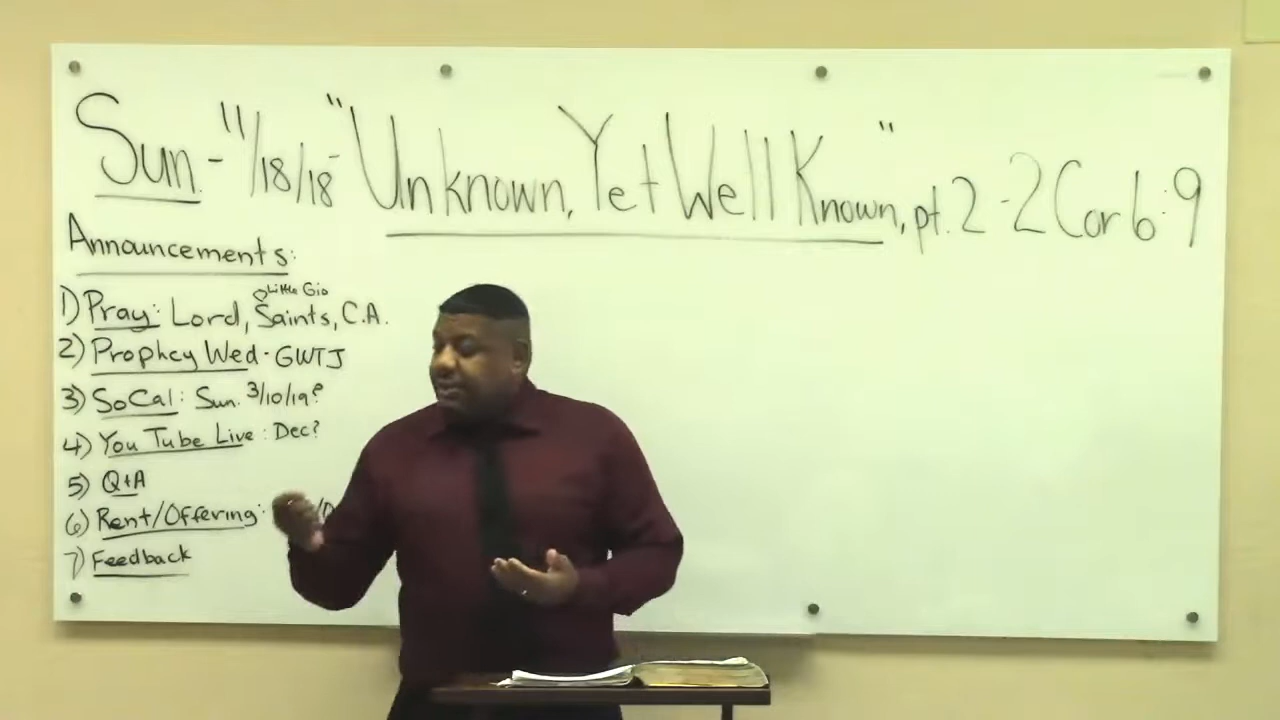 Sun. - 11/18/18 - "Unknown, Yet Well Known", pt. 2 - 2 Cor 6:9
Announcements:
Little Gio
1) Pray: Lord, Saints, C.A.
2) Prophcy Wed - GWTJ
3) SoCal: Sun. 3/10/19?
4) You Tube Live: Dec?
5) Q+A
6) Rent/Offering:
7) Feedback